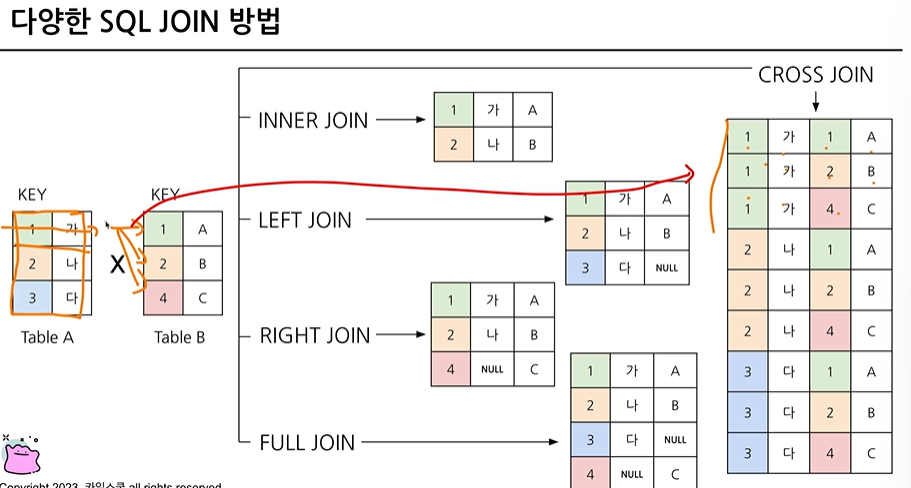 다양한 SQL JOIN 방법
KEY
1 가
2 나
3 다
Table A
X
KEY
1 A
2 B
4 C
Table B
INNER JOIN
1 가 A
2 나 B
LEFT JOIN
1 가 A
2 나 B
3 다 NULL
RIGHT JOIN
1 가 A
2 나 B
4 NULL C
FULL JOIN
1 가 A
2 나 B
3 다 NULL
4 NULL C
CROSS JOIN
1 가 1 A
1 가 2 B
1 가 4 C
2 나 1 A
2 나 2 B
2 나 4 C
3 다 1 A
3 다 2 B
3 다 4 C
Copyright 2023. 카일스쿨 all rights reserved